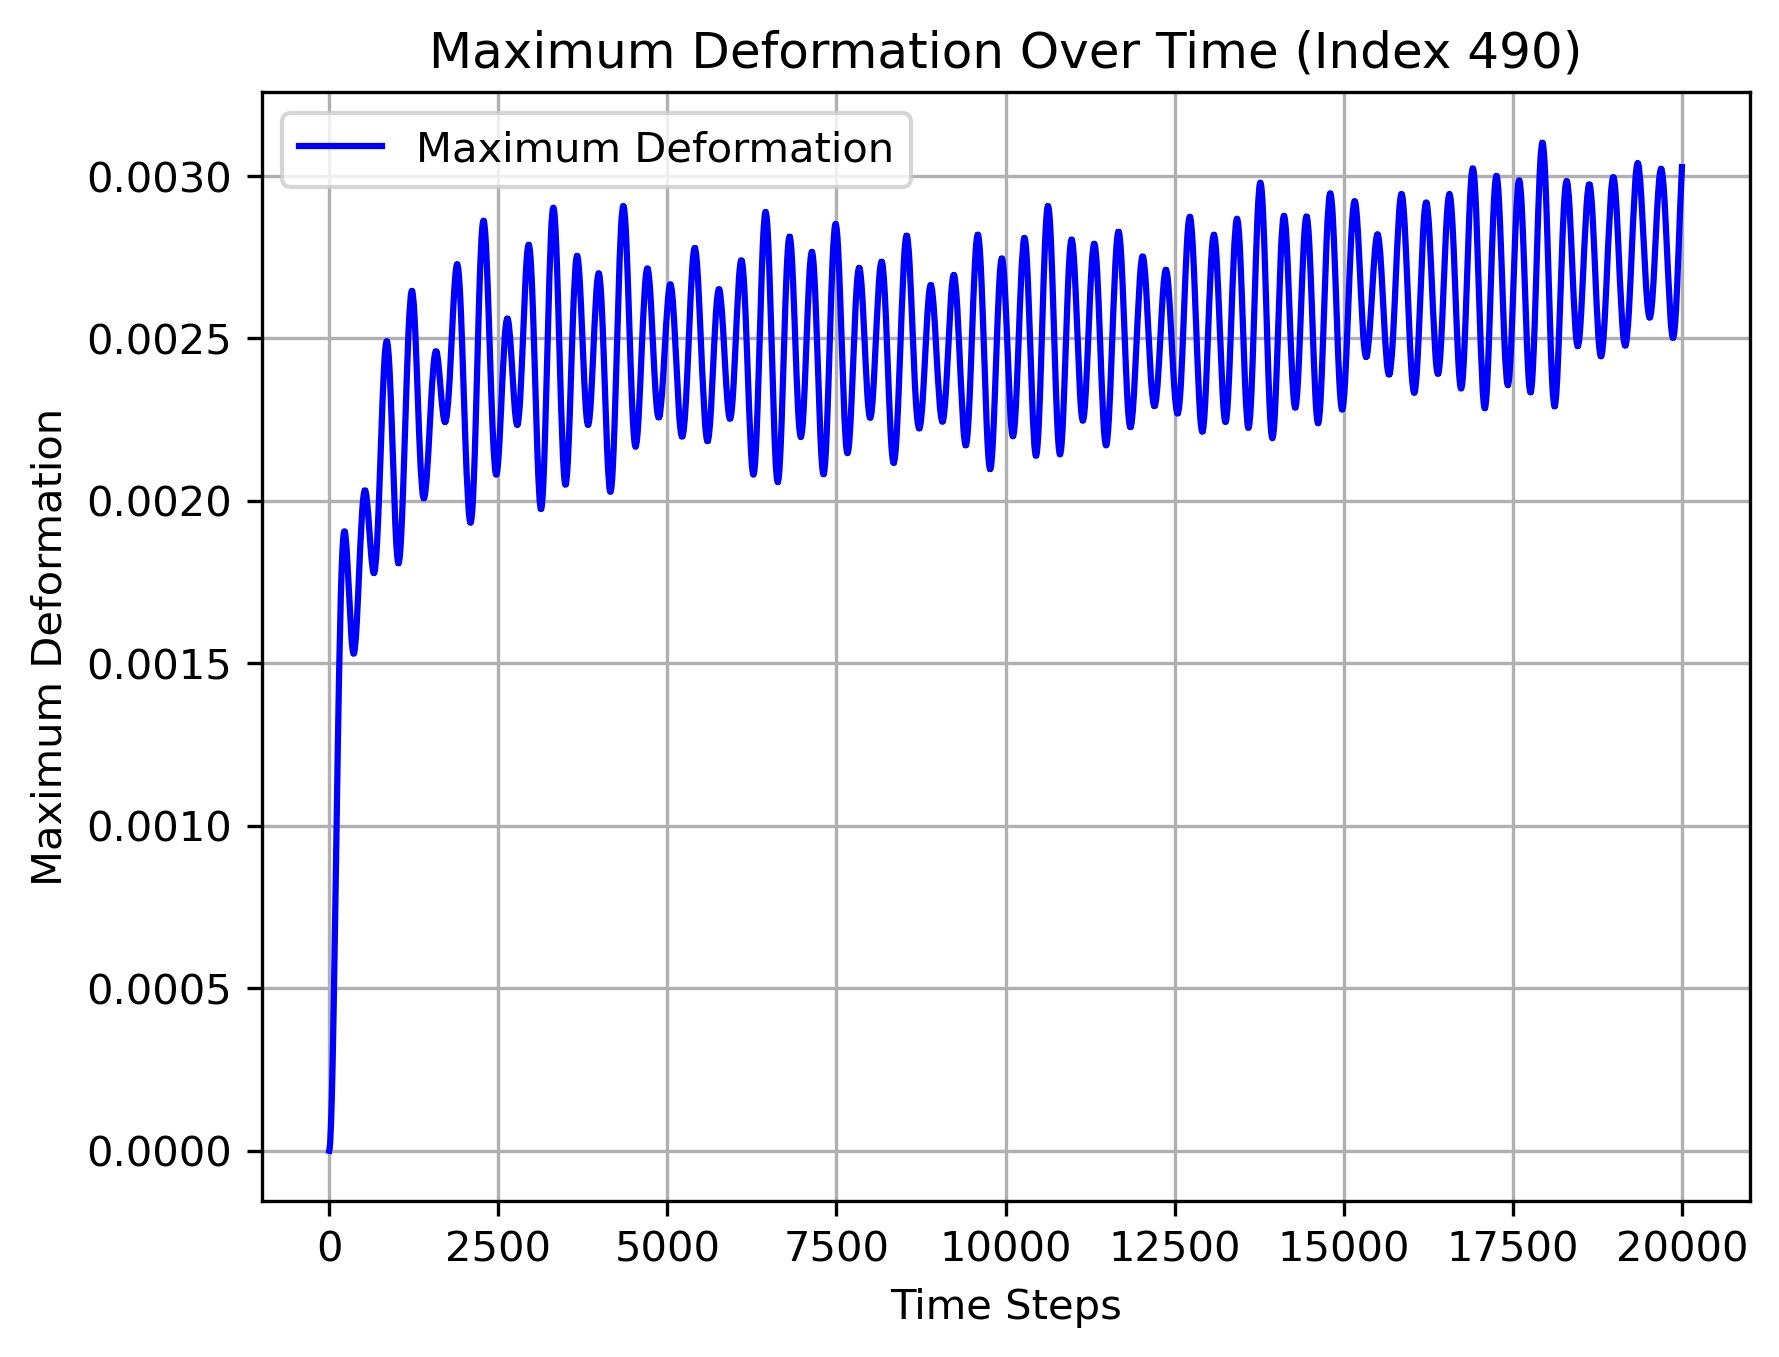 Maximum Deformation Over Time (Index 490)
Maximum Deformation
0.0030
0.0025
0.0020
0.0015
0.0010
0.0005
0.0000
Maximum Deformation
0 2500 5000 7500 10000 12500 15000 17500 20000
Time Steps